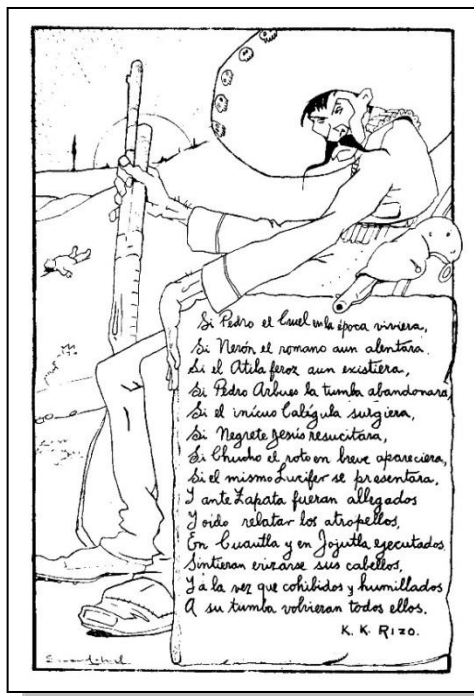 Si Pedro el Cruel en la época viviera,
Si Nerón el romano aun alentara.
Si el Atila feroz aun existiera,
Si Pedro Arbues la tumba abandonara,
Si el inícuo Calígula surgiera,
Si Negrete Jesús resucitara,
Si Chucho el roto en breve apareciera,
Si el mismo Lucifer se presentara,
Y ante Zapata fueran allegados
Y oido relatar los atropellos,
En Cuautla y en Jojutla ejecutados
Sintieran erizarse sus cabellos,
Y á la vez que cohibidos y humillados
A su tumba volvieran todos ellos.
K. K. RIZO.